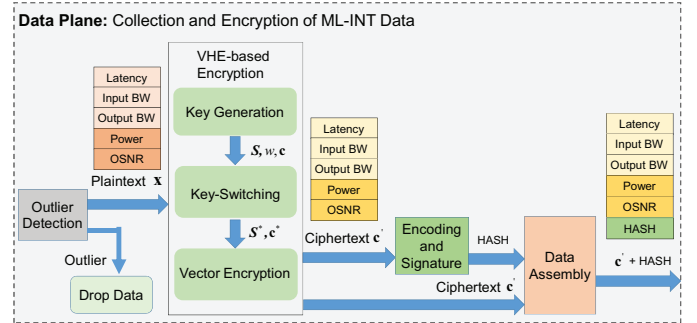 Data Plane: Collection and Encryption of ML-INT Data
VHE-based
Encryption
Latency
Input BW
Output BW
Power
OSNR
Plaintext x
Outlier
Detection
Outlier
Drop Data
Key Generation
S, w, c
Key-Switching
S*, c*
Vector Encryption
Latency
Input BW
Output BW
Power
OSNR
Ciphertext c'
Encoding
and
Signature
HASH
Ciphertext c'
Data
Assembly
Latency
Input BW
Output BW
Power
OSNR
HASH
c' + HASH